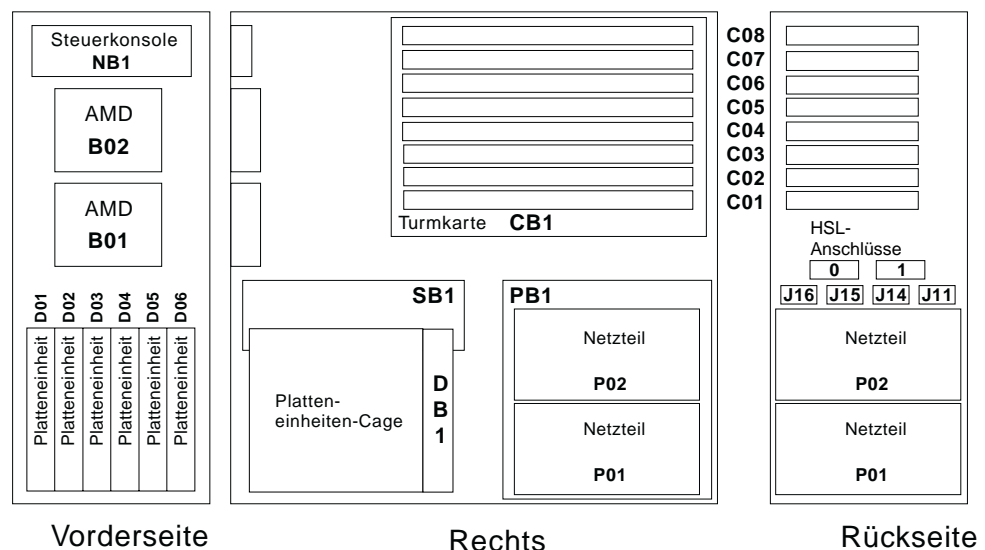 Steuerkonsole
NB1
AMD
B02
AMD
B01
D01
D02
D03
D04
D05
D06
Platteneinheit
Platteneinheit
Platteneinheit
Platteneinheit
Platteneinheit
Platteneinheit
Vorderseite
Turmkarte CB1
SB1
Platten-
einheiten-Cage
D
B
1
PB1
Netzteil
P02
Netzteil
P01
Rechts
C08
C07
C06
C05
C04
C03
C02
C01
HSL-
Anschlüsse
0 1
J16 J15 J14 J11
Netzteil
P02
Netzteil
P01
Rückseite